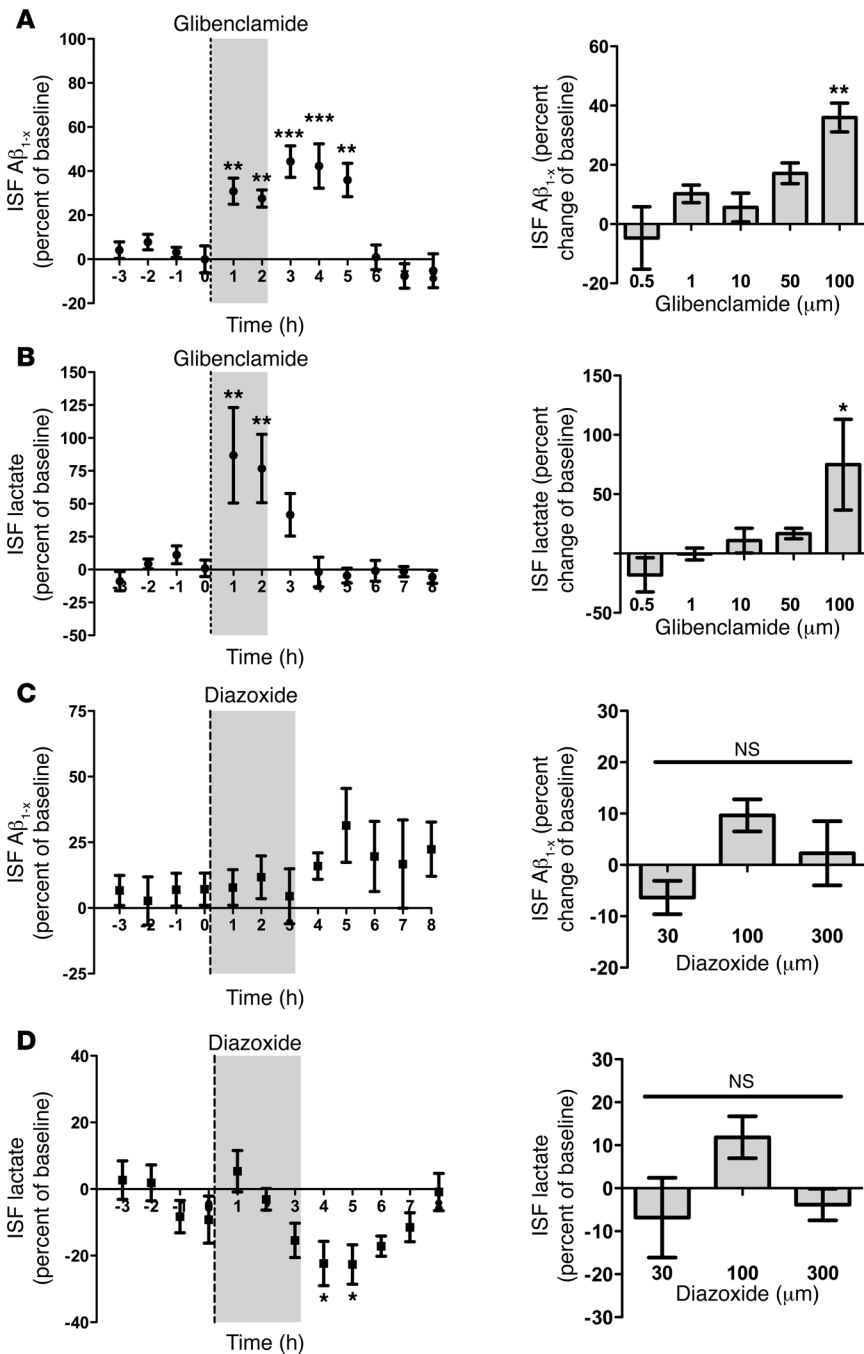 A
Glibenclamide
ISF Aβ1-x
(percent of baseline)
100
80
60
40
20
0
-20
** ** *** *** **
-3 -2 -1 0 1 2 3 4 5 6 7 8
Time (h)
ISF Aβ1-x (percent
change of baseline)
60
40
20
0
-20
**
0.5 1 10 50 100
Glibenclamide (μm)
B
Glibenclamide
ISF lactate
(percent of baseline)
150
125
100
75
50
25
0
-25
-50
** **
-3 -2 -1 0 1 2 3 4 5 6 7 8
Time (h)
ISF lactate (percent
change of baseline)
150
100
50
-50
*
0.5 1 10 50 100
Glibenclamide (μm)
C
Diazoxide
ISF Aβ1-x
(percent of baseline)
75
50
25
0
-25
-3 -2 -1 0 1 2 3 4 5 6 7 8
Time (h)
ISF Aβ1-x (percent
change of baseline)
30
20
10
0
-10
-20
NS
30 100 300
Diazoxide (μm)
D
Diazoxide
ISF lactate
(percent of baseline)
40
20
0
-20
-40
-3 -2 -1 0 1 2 3 4 5 6 7 8
* *
Time (h)
ISF lactate
(percent of baseline)
30
20
10
0
-10
-20
-30
NS
30 100 300
Diazoxide (μm)